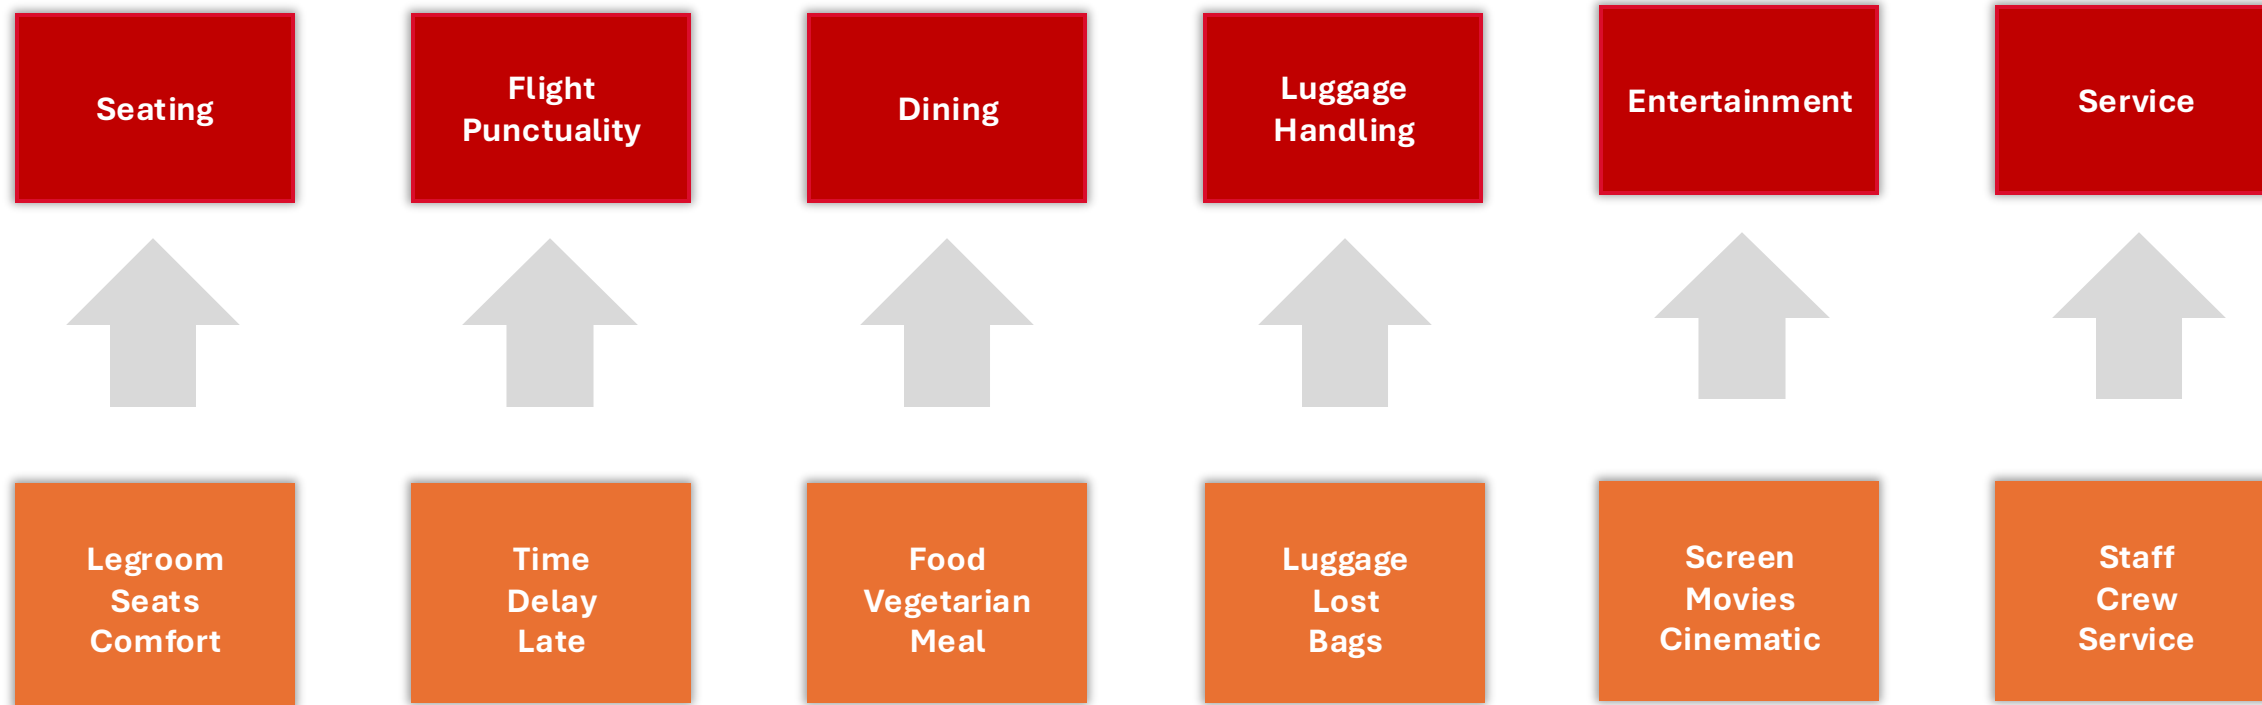 Seating
Flight
Punctuality
Dining
Luggage
Handling
Entertainment
Service
Legroom
Seats
Comfort
Time
Delay
Late
Food
Vegetarian
Meal
Luggage
Lost
Bags
Screen
Movies
Cinematic
Staff
Crew
Service